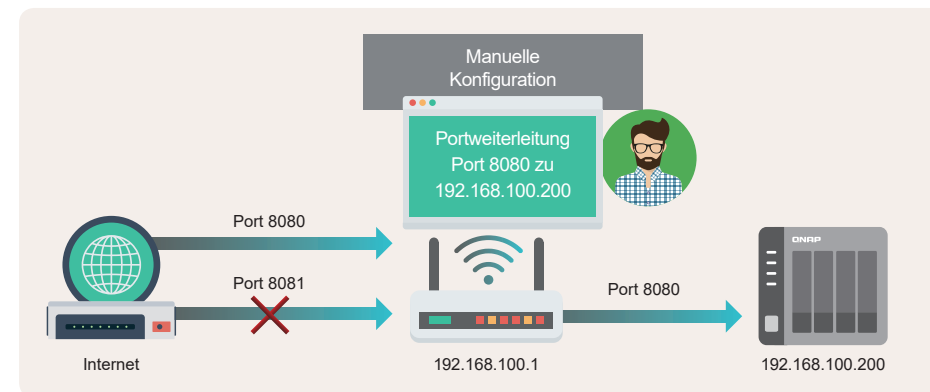 Manuelle
Konfiguration
Portweiterleitung
Port 8080 zu
192.168.100.200
Port 8080
Port 8081
Port 8080
QNAP
Internet
192.168.100.1
192.168.100.200